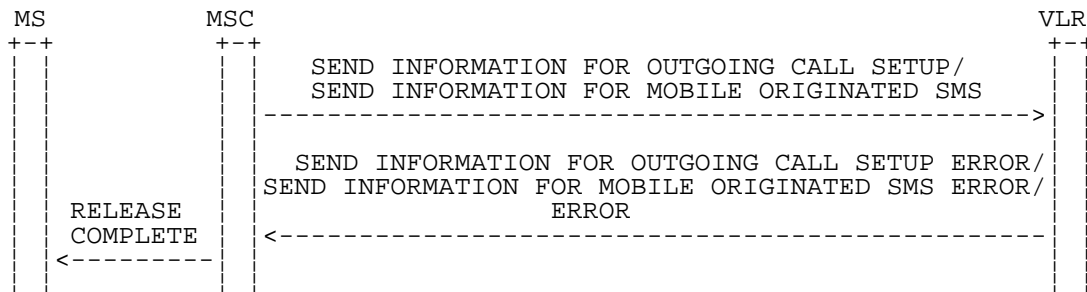 MS MSC VLR
SEND INFORMATION FOR OUTGOING CALL SETUP/
SEND INFORMATION FOR MOBILE ORIGINATED SMS
SEND INFORMATION FOR OUTGOING CALL SETUP ERROR/
SEND INFORMATION FOR MOBILE ORIGINATED SMS ERROR/
RELEASE ERROR
COMPLETE